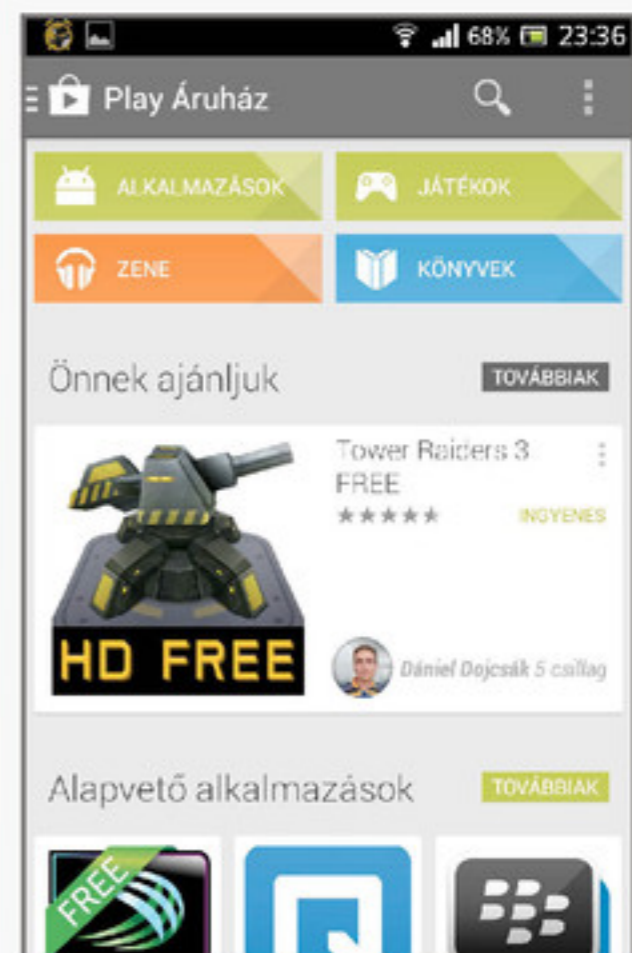 68% 23:36
Play Áruház
ALKALMAZÁSOK JÁTÉKOK
ZENE KÖNYVEK
Önnek ajánljuk TOVÁBBIAK
Tower Raiders 3
FREE
INGYENES
HD FREE
Dániel Dojcsák 5 csillag
Alapvető alkalmazások TOVÁBBIAK
FREE